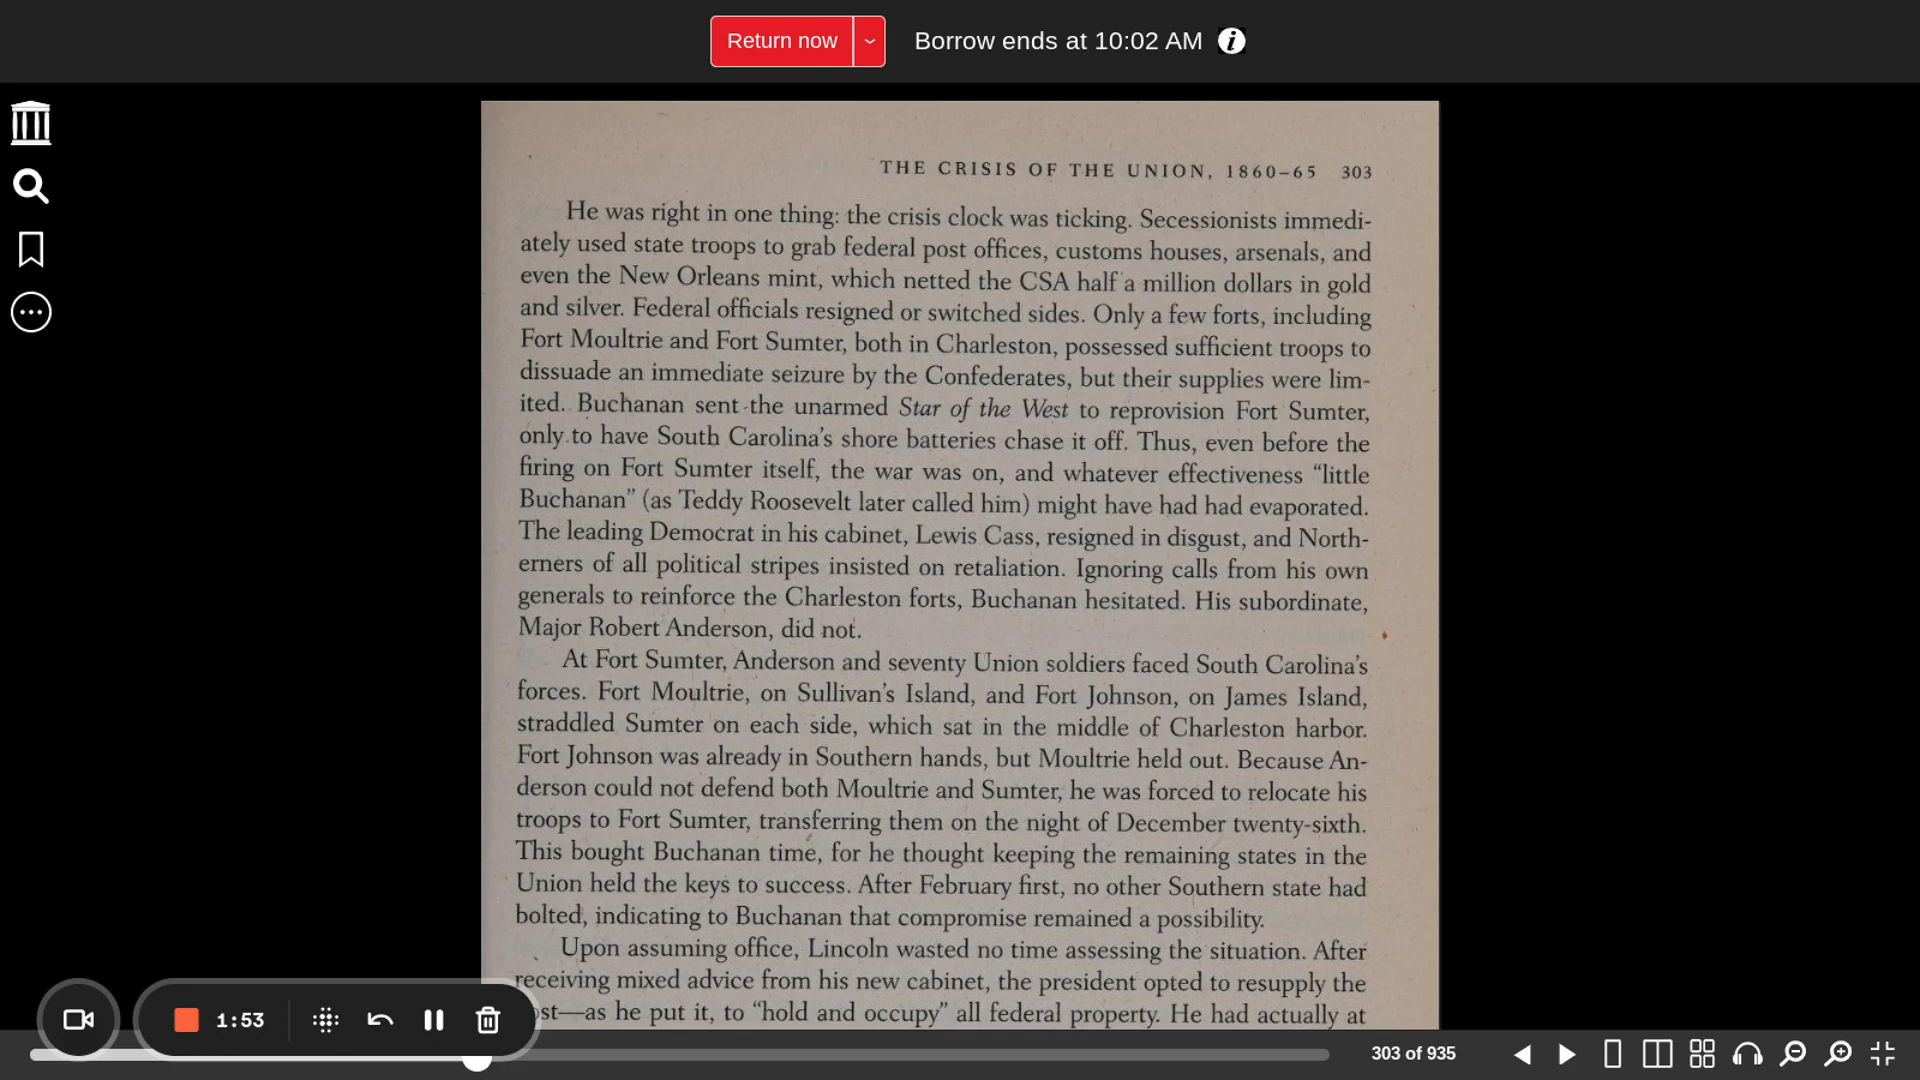 Return now
Borrow ends at 10:02 AM
THE CRISIS OF THE UNION, 1860–65 303
He was right in one thing: the crisis clock was ticking. Secessionists immedi-
ately used state troops to grab federal post offices, customs houses, arsenals, and
even the New Orleans mint, which netted the CSA half a million dollars in gold
and silver. Federal officials resigned or switched sides. Only a few forts, including
Fort Moultrie and Fort Sumter, both in Charleston, possessed sufficient troops to
dissuade an immediate seizure by the Confederates, but their supplies were lim-
ited. Buchanan sent the unarmed Star of the West to reprovision Fort Sumter,
only to have South Carolina's shore batteries chase it off. Thus, even before the
firing on Fort Sumter itself, the war was on, and whatever effectiveness “little
Buchanan” (as Teddy Roosevelt later called him) might have had had evaporated.
The leading Democrat in his cabinet, Lewis Cass, resigned in disgust, and North-
erners of all political stripes insisted on retaliation. Ignoring calls from his own
generals to reinforce the Charleston forts, Buchanan hesitated. His subordinate,
Major Robert Anderson, did not.
At Fort Sumter, Anderson and seventy Union soldiers faced South Carolina's
forces. Fort Moultrie, on Sullivan's Island, and Fort Johnson, on James Island,
straddled Sumter on each side, which sat in the middle of Charleston harbor.
Fort Johnson was already in Southern hands, but Moultrie held out. Because An-
derson could not defend both Moultrie and Sumter, he was forced to relocate his
troops to Fort Sumter, transferring them on the night of December twenty-sixth.
This bought Buchanan time, for he thought keeping the remaining states in the
Union held the keys to success. After February first, no other Southern state had
bolted, indicating to Buchanan that compromise remained a possibility.
Upon assuming office, Lincoln wasted no time assessing the situation. After
receiving mixed advice from his new cabinet, the president opted to resupply the
ost—as he put it, to “hold and occupy” all federal property. He had actually at
1:53
303 of 935